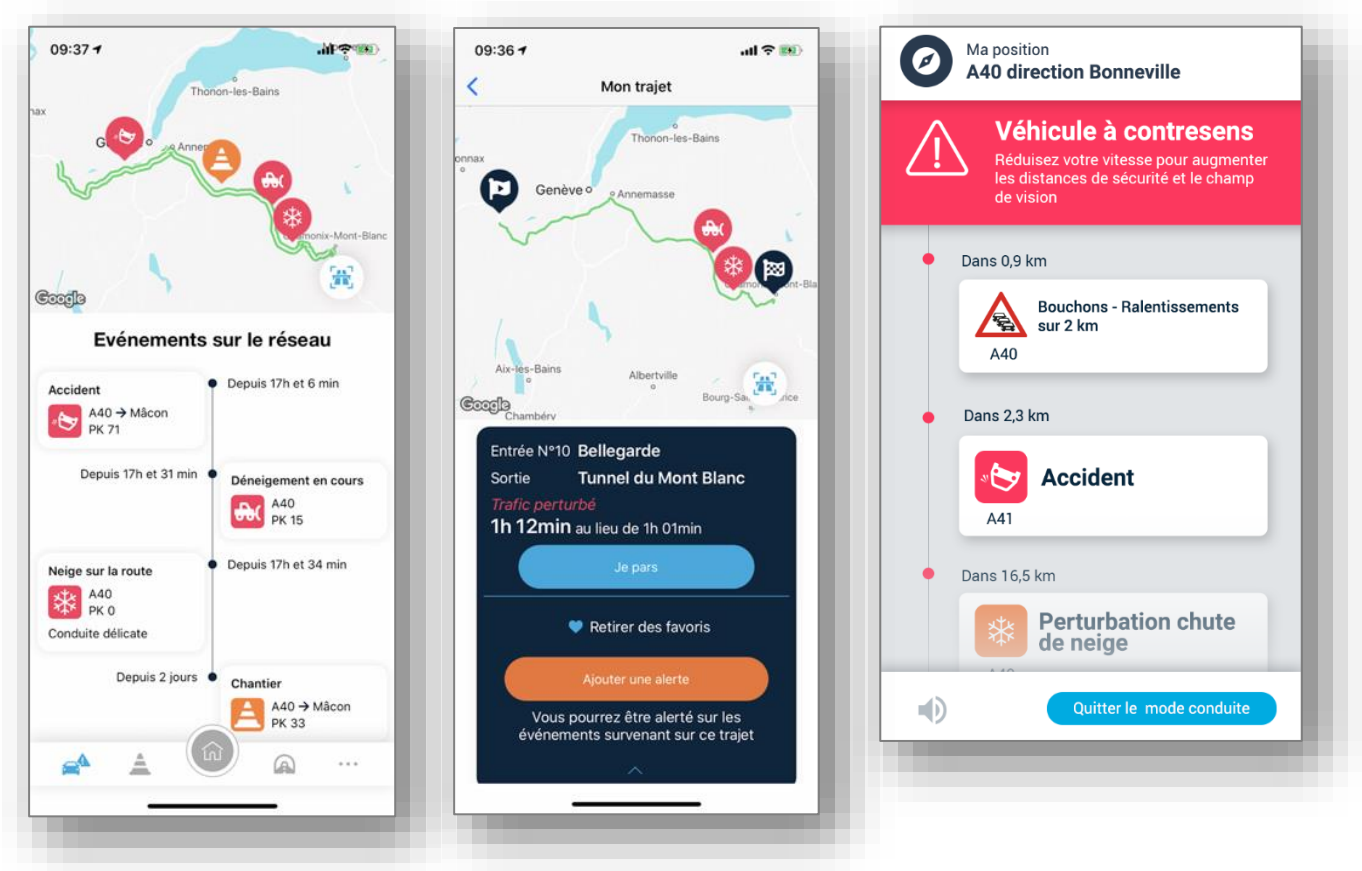 09:37
Thonon-les-Bains
nax
Annem
monix-Mont-Blanc
Google
Evénements sur le réseau
Accident
A40 → Mâcon
PK 71
Depuis 17h et 6 min
Depuis 17h et 31 min
Déneigement en cours
A40
PK 15
Neige sur la route
A40
PK 0
Conduite délicate
Depuis 17h et 34 min
Depuis 2 jours
Chantier
A40 → Mâcon
PK 33
09:36
Mon trajet
Thonon-les-Bains
onnax
Genève
Annemasse
Aix-les-Bains
Albertville
Google
Chambéry
Entrée N°10 Bellegarde
Sortie Tunnel du Mont Blanc
Trafic perturbé
1h 12min au lieu de 1h 01min
Je pars
Retirer des favoris
Ajouter une alerte
Vous pourrez être alerté sur les
événements survenant sur ce trajet
Ma position
A40 direction Bonneville
Véhicule à contresens
Réduisez votre vitesse pour augmenter
les distances de sécurité et le champ
de vision
Dans 0,9 km
Bouchons - Ralentissements
sur 2 km
A40
Dans 2,3 km
Accident
A41
Dans 16,5 km
Perturbation chute
de neige
Quitter le mode conduite